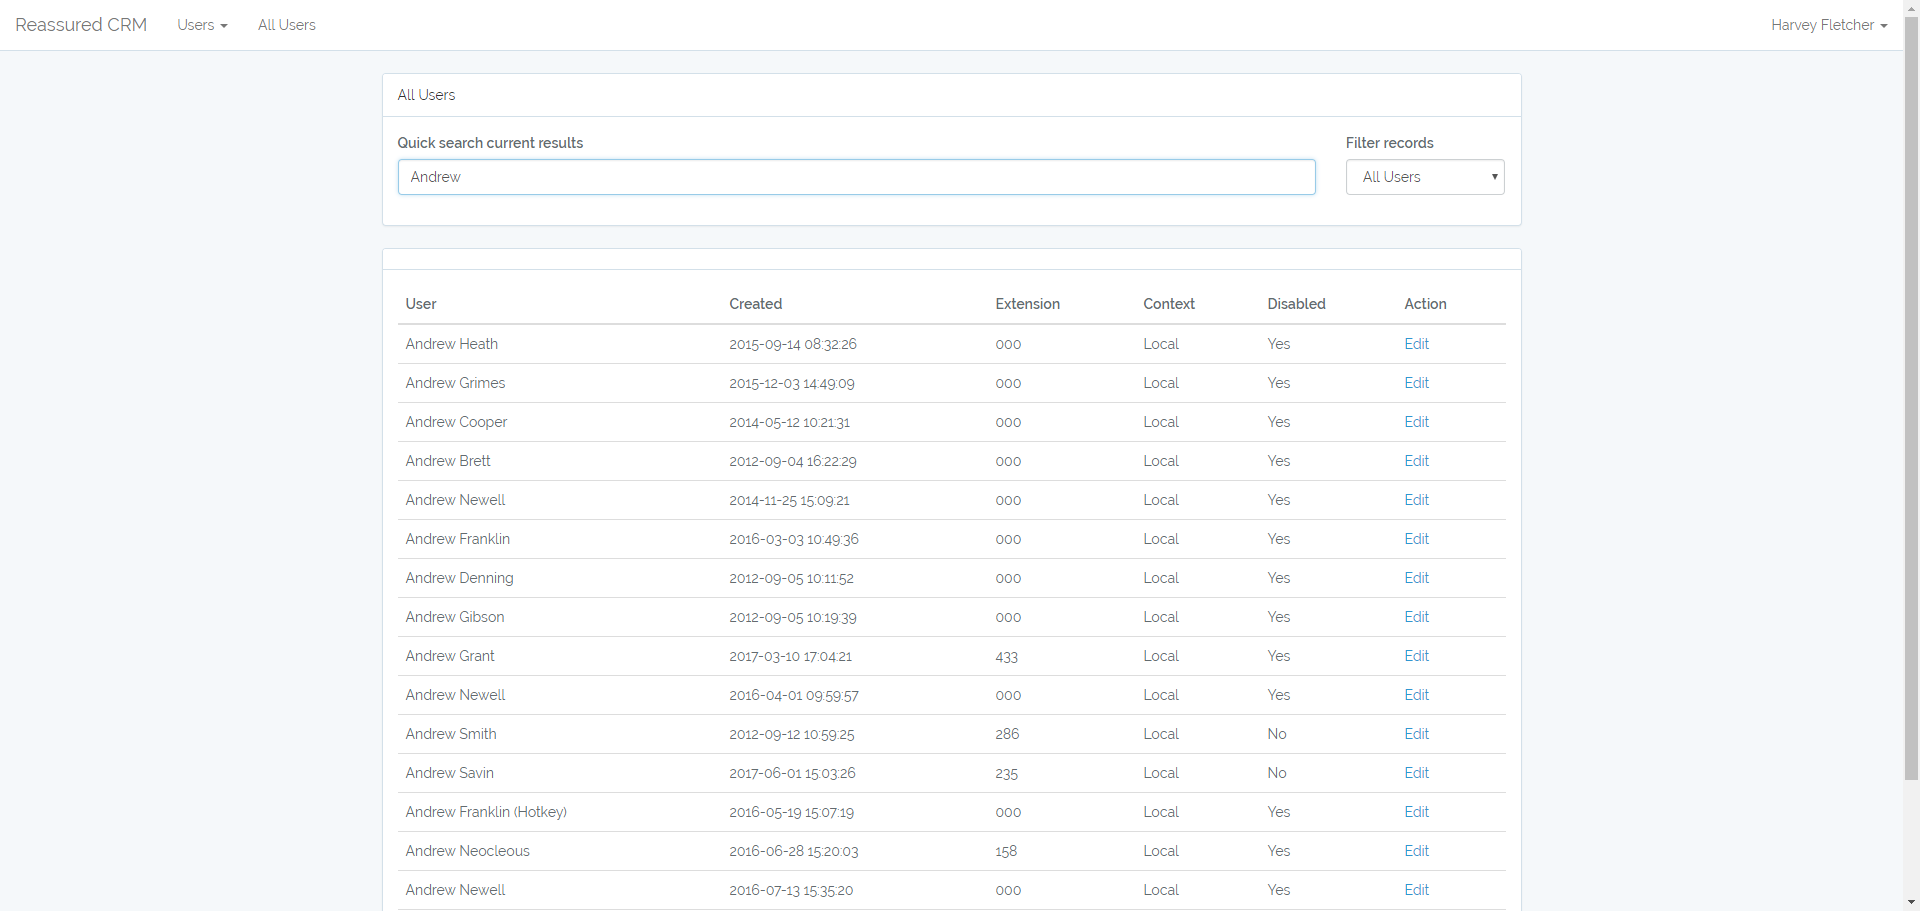 Reassured CRM Users All Users Harvey Fletcher
All Users
Quick search current results Filter records
Andrew All Users
User Created Extension Context Disabled Action
Andrew Heath 2015-09-14 08:32:26 000 Local Yes Edit
Andrew Grimes 2015-12-03 14:49:09 000 Local Yes Edit
Andrew Cooper 2014-05-12 10:21:31 000 Local Yes Edit
Andrew Brett 2012-09-04 16:22:29 000 Local Yes Edit
Andrew Newell 2014-11-25 15:09:21 000 Local Yes Edit
Andrew Franklin 2016-03-03 10:49:36 000 Local Yes Edit
Andrew Denning 2012-09-05 10:11:52 000 Local Yes Edit
Andrew Gibson 2012-09-05 10:19:39 000 Local Yes Edit
Andrew Grant 2017-03-10 17:04:21 433 Local Yes Edit
Andrew Newell 2016-04-01 09:59:57 000 Local Yes Edit
Andrew Smith 2012-09-12 10:59:25 286 Local No Edit
Andrew Savin 2017-06-01 15:03:26 235 Local No Edit
Andrew Franklin (Hotkey) 2016-05-19 15:07:19 000 Local Yes Edit
Andrew Neocleous 2016-06-28 15:20:03 158 Local Yes Edit
Andrew Newell 2016-07-13 15:35:20 000 Local Yes Edit